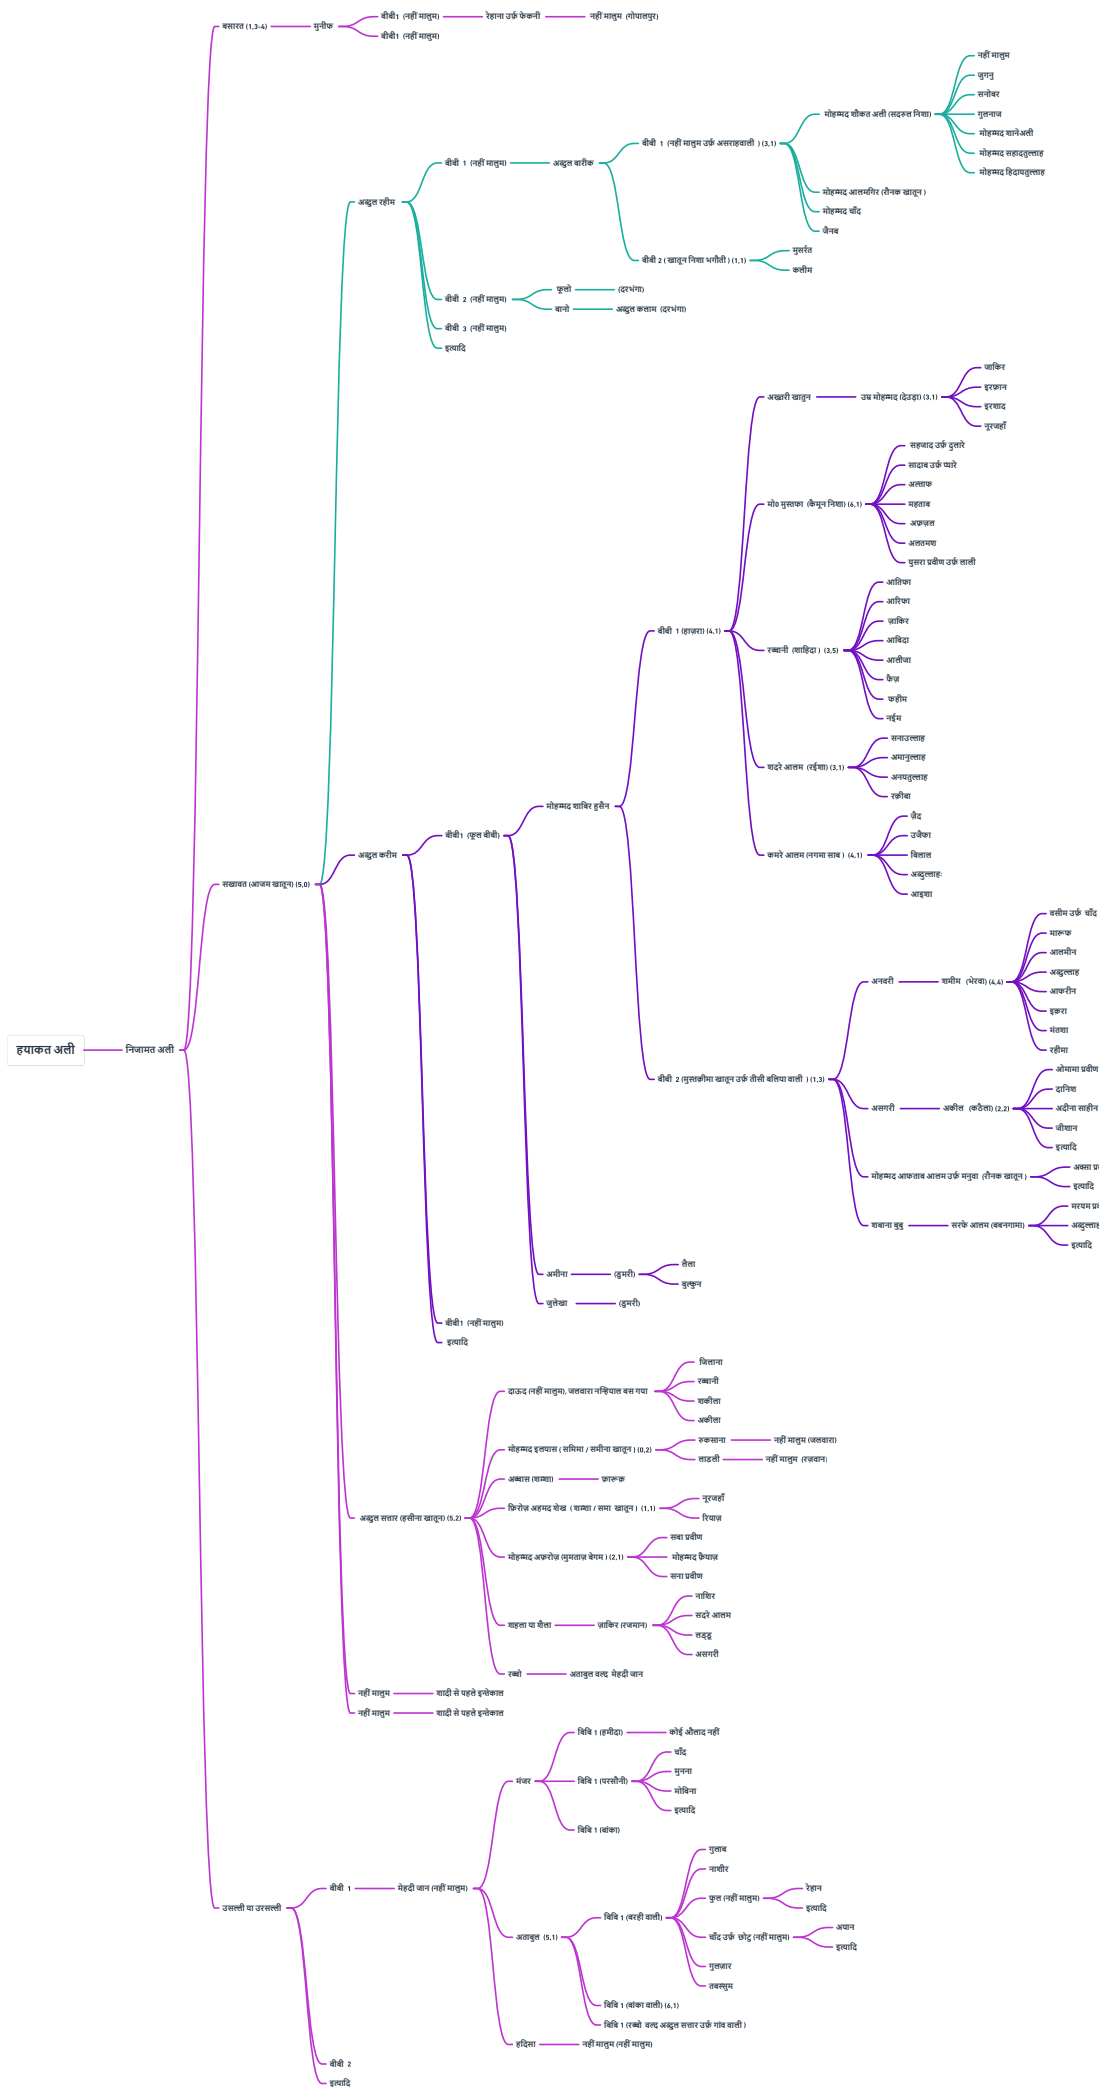 हयाकत अली
निजामत अली
बसारत (1,3-4)
मुनीफ
बीबी1 (नहीं मालुम)
रेहाना उर्फ़ फेकनी
नहीं मालुम (गोपालपुर)
बीबी1 (नहीं मालुम)
सखावत (आजम खातून) (5,0)
अब्दुल रहीम
बीबी 1 (नहीं मालुम)
अब्दुल बारीक
बीबी 1 (नहीं मालुम उर्फ़ असराहवाली ) (3,1)
मोहम्मद शौकत अली (सदरुल निशा)
नहीं मालुम
जुगनु
सनोबर
गुलनाज
मोहम्मद शानेअली
मोहम्मद सहादतुल्लाह
मोहम्मद हिदायतुल्लाह
मोहम्मद आलमगिर (रौनक खातून )
मोहम्मद चाँद
जैनब
बीबी 2 ( खातून निशा भगौती ) (1,1)
मुसर्रत
कलीम
बीबी 2 (नहीं मालुम)
फूलो
(दरभंगा)
बानो
अब्दुल कलाम (दरभंगा)
बीबी 3 (नहीं मालुम)
इत्यादि
अब्दुल करीम
बीबी1 (फूल बीबी)
मोहम्मद शाबिर हुसैन
बीबी 1 (हाज़रा) (4,1)
अख्तरी खातुन
उम्र मोहम्मद (देउड़ा) (3,1)
जाकिर
इरफ़ान
इरशाद
नूरजहाँ
मो0 मुस्तफा (कैमून निशा) (6,1)
सहजाद उर्फ़ दुलारे
सादाब उर्फ़ प्यारे
अल्ताफ
महताब
अफ़ज़ल
अलतमश
युसरा प्रवीण उर्फ़ लाली
रब्बानी (शाहिदा ) (3,5)
आतिफा
आरिफा
ज़ाकिर
आबिदा
आलीजा
फैज़
फहीम
नईम
शदरे आलम (रईशा) (3,1)
सनाउल्लाह
अमानुल्लाह
अनयतुल्लाह
रक़ीबा
कमरे आलम (नगमा साब ) (4,1)
ज़ैद
उजैफा
बिलाल
अब्दुल्लाहः
आइशा
बीबी 2 (मुस्तक़ीमा खातून उर्फ़ तीसी बलिया वाली ) (1,3)
अनवरी
शमीम (भेरवा) (4,4)
वसीम उर्फ़ चाँद
मारूफ
आलमीन
अब्दुल्लाह
आफरीन
इक़रा
मंतशा
रहीमा
असगरी
अकील (कठैला) (2,2)
ओमामा प्रवीण
दानिश
अदीना साहीन
जीशान
इत्यादि
मोहम्मद आफताब आलम उर्फ़ मनुवा (रौनक खातून )
अक्सा प्र
इत्यादि
शबाना बुबु
सरफे आलम (बबनगामा)
मरयम प्र
अब्दुल्लाह
इत्यादि
अमीना
(डुमरी)
लैला
बुल्कुन
जुलेखा
(डुमरी)
बीबी1 (नहीं मालुम)
इत्यादि
अब्दुल सत्तार (हसीना खातून) (5,2)
दाऊद (नहीं मालुम), जलवारा नन्हियाल बस गया
जिलाना
रब्बानी
शकीला
अकीला
मोहम्मद इलयास ( समिमा / समीना खातून ) (0,2)
रुकसाना
नहीं मालुम (जलवारा)
लाडली
नहीं मालुम (रज़वान)
अब्बास (शम्शा)
फ़ारूक़
फ़िरोज़ अहमद शेख ( शम्शा / समा खातून ) (1,1)
नूरजहाँ
रियाज़
मोहम्मद अफ़रोज़ (मुमताज़ बेगम ) (2,1)
सबा प्रवीण
मोहम्मद फ़ैयाज़
सना प्रवीण
शहला या शैला
ज़ाकिर (रजमान)
नाशिर
सदरे आलम
लड्डू
असगरी
रब्बो
अताबुल वल्द मेहदी जान
नहीं मालुम
शादी से पहले इन्तेकाल
नहीं मालुम
शादी से पहले इन्तेकाल
उसल्ली या उरसल्ली
बीबी 1
मेहदी जान (नहीं मालुम)
मंजर
बिबि 1 (हमीदा)
कोई औलाद नहीं
बिबि 1 (परसौनी)
चाँद
मुनना
मोबिना
इत्यादि
बिबि 1 (बांका)
अताबुल (5,1)
बिबि 1 (बरही वाली)
गुलाब
नाशीर
फुल (नहीं मालुम)
रेहान
इत्यादि
चाँद उर्फ़ छोटु (नहीं मालुम)
अयान
इत्यादि
गुलज़ार
तबस्सुम
बिबि 1 (बांका वाली) (6,1)
बिबि 1 (रब्बो वल्द अब्दुल सत्तार उर्फ़ गांव वाली )
हदिसा
नहीं मालुम (नहीं मालुम)
बीबी 2
इत्यादि